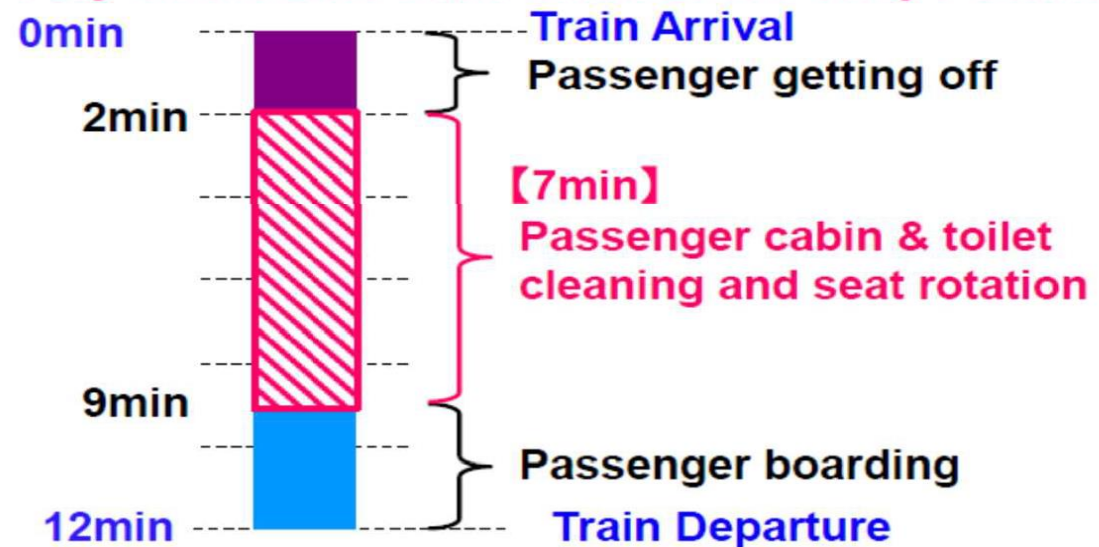 0min
Train Arrival
Passenger getting off
2min
【7min】
Passenger cabin & toilet
cleaning and seat rotation
9min
Passenger boarding
12min
Train Departure